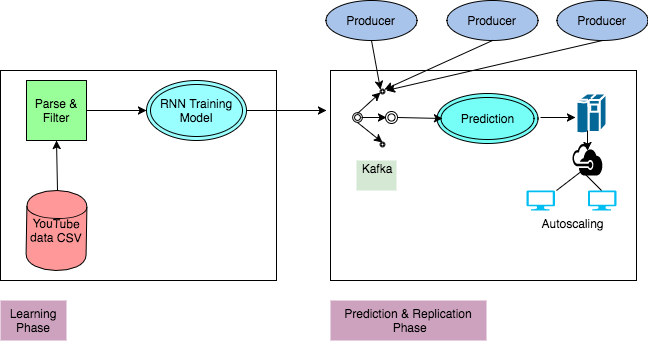 Producer
Producer
Producer
Parse &
Filter
RNN Training
Model
Prediction
Kafka
YouTube
data CSV
Autoscaling
Learning
Phase
Prediction & Replication
Phase